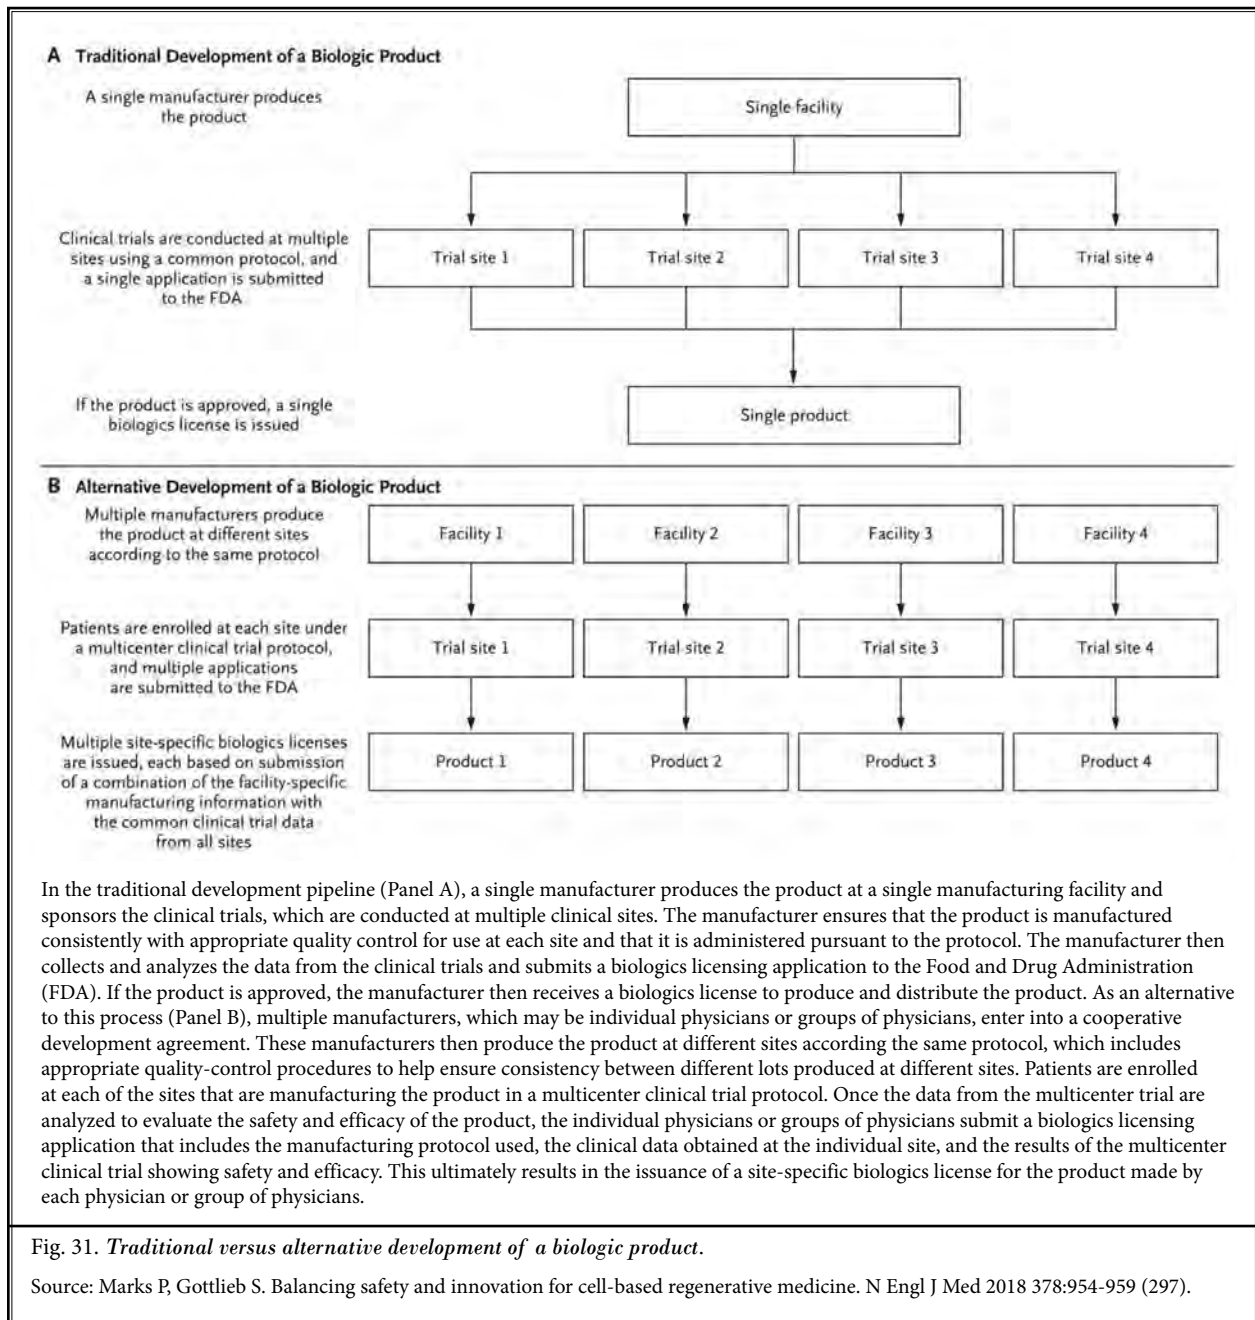 A Traditional Development of a Biologic Product
A single manufacturer produces
the product
Single facility
Clinical trials are conducted at multiple
sites using a common protocol, and
a single application is submitted
to the FDA
Trial site 1
Trial site 2
Trial site 3
Trial site 4
If the product is approved, a single
biologics license is issued
Single product
B Alternative Development of a Biologic Product
Multiple manufacturers produce
the product at different sites
according to the same protocol
Facility 1
Facility 2
Facility 3
Facility 4
Patients are enrolled at each site under
a multicenter clinical trial protocol,
and multiple applications
are submitted to the FDA
Trial site 1
Trial site 2
Trial site 3
Trial site 4
Multiple site-specific biologics licenses
are issued, each based on submission
of a combination of the facility-specific
manufacturing information with
the common clinical trial data
from all sites
Product 1
Product 2
Product 3
Product 4
In the traditional development pipeline (Panel A), a single manufacturer produces the product at a single manufacturing facility and
sponsors the clinical trials, which are conducted at multiple clinical sites. The manufacturer ensures that the product is manufactured
consistently with appropriate quality control for use at each site and that it is administered pursuant to the protocol. The manufacturer then
collects and analyzes the data from the clinical trials and submits a biologics licensing application to the Food and Drug Administration
(FDA). If the product is approved, the manufacturer then receives a biologics license to produce and distribute the product. As an alternative
to this process (Panel B), multiple manufacturers, which may be individual physicians or groups of physicians, enter into a cooperative
development agreement. These manufacturers then produce the product at different sites according the same protocol, which includes
appropriate quality-control procedures to help ensure consistency between different lots produced at different sites. Patients are enrolled
at each of the sites that are manufacturing the product in a multicenter clinical trial protocol. Once the data from the multicenter trial are
analyzed to evaluate the safety and efficacy of the product, the individual physicians or groups of physicians submit a biologics licensing
application that includes the manufacturing protocol used, the clinical data obtained at the individual site, and the results of the multicenter
clinical trial showing safety and efficacy. This ultimately results in the issuance of a site-specific biologics license for the product made by
each physician or group of physicians.
Fig. 31. Traditional versus alternative development of a biologic product.
Source: Marks P, Gottlieb S. Balancing safety and innovation for cell-based regenerative medicine. N Engl J Med 2018 378:954-959 (297).